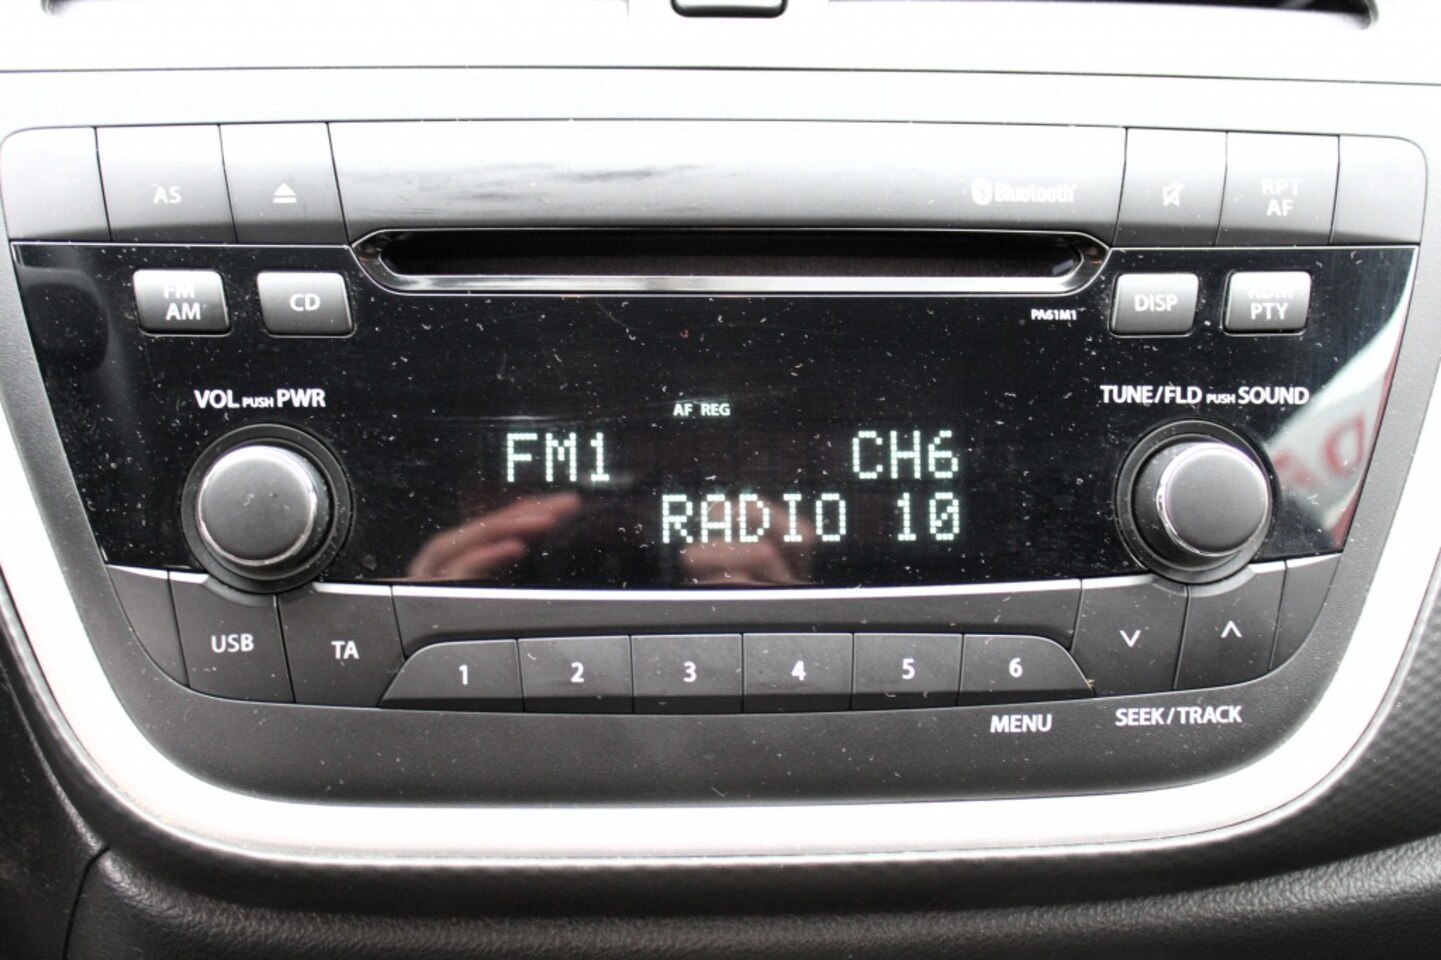 AS
Bluetooth
RPT
AF
FM
AM
CD
PA61M1
DISP
RDM
PTY
VOL PUSH PWR
TUNE/FLD PUSH SOUND
AF REG
FM1 CH6
RADIO 10
USB
TA
1 2 3 4 5 6
MENU
SEEK/TRACK